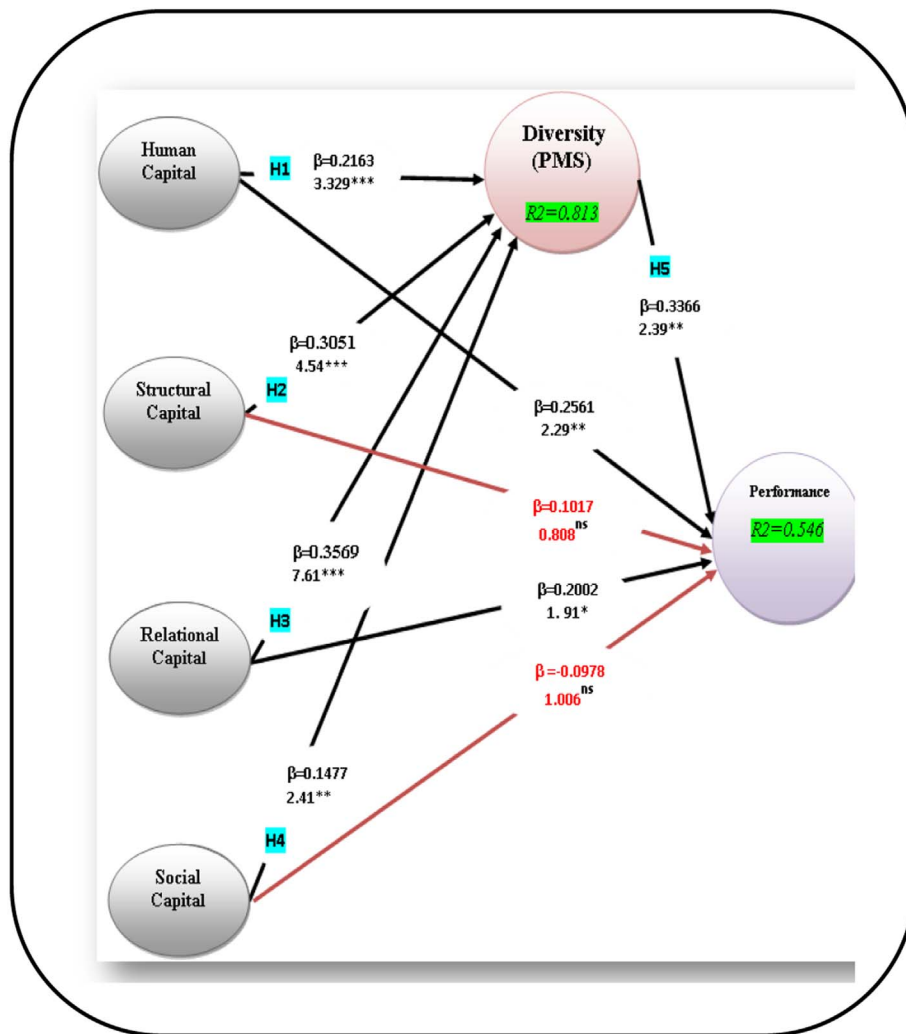 Human
Capital
H1
β=0.2163
3.329***
Diversity
(PMS)
R2=0.813
H5
β=0.3366
2.39**
β=0.3051
4.54***
Structural
Capital
H2
β=0.2561
2.29**
β=0.1017
0.808ns
Performance
R2=0.546
β=0.3569
7.61***
β=0.2002
1.91*
H3
Relational
Capital
β=-0.0978
1.006ns
β=0.1477
2.41**
H4
Social
Capital